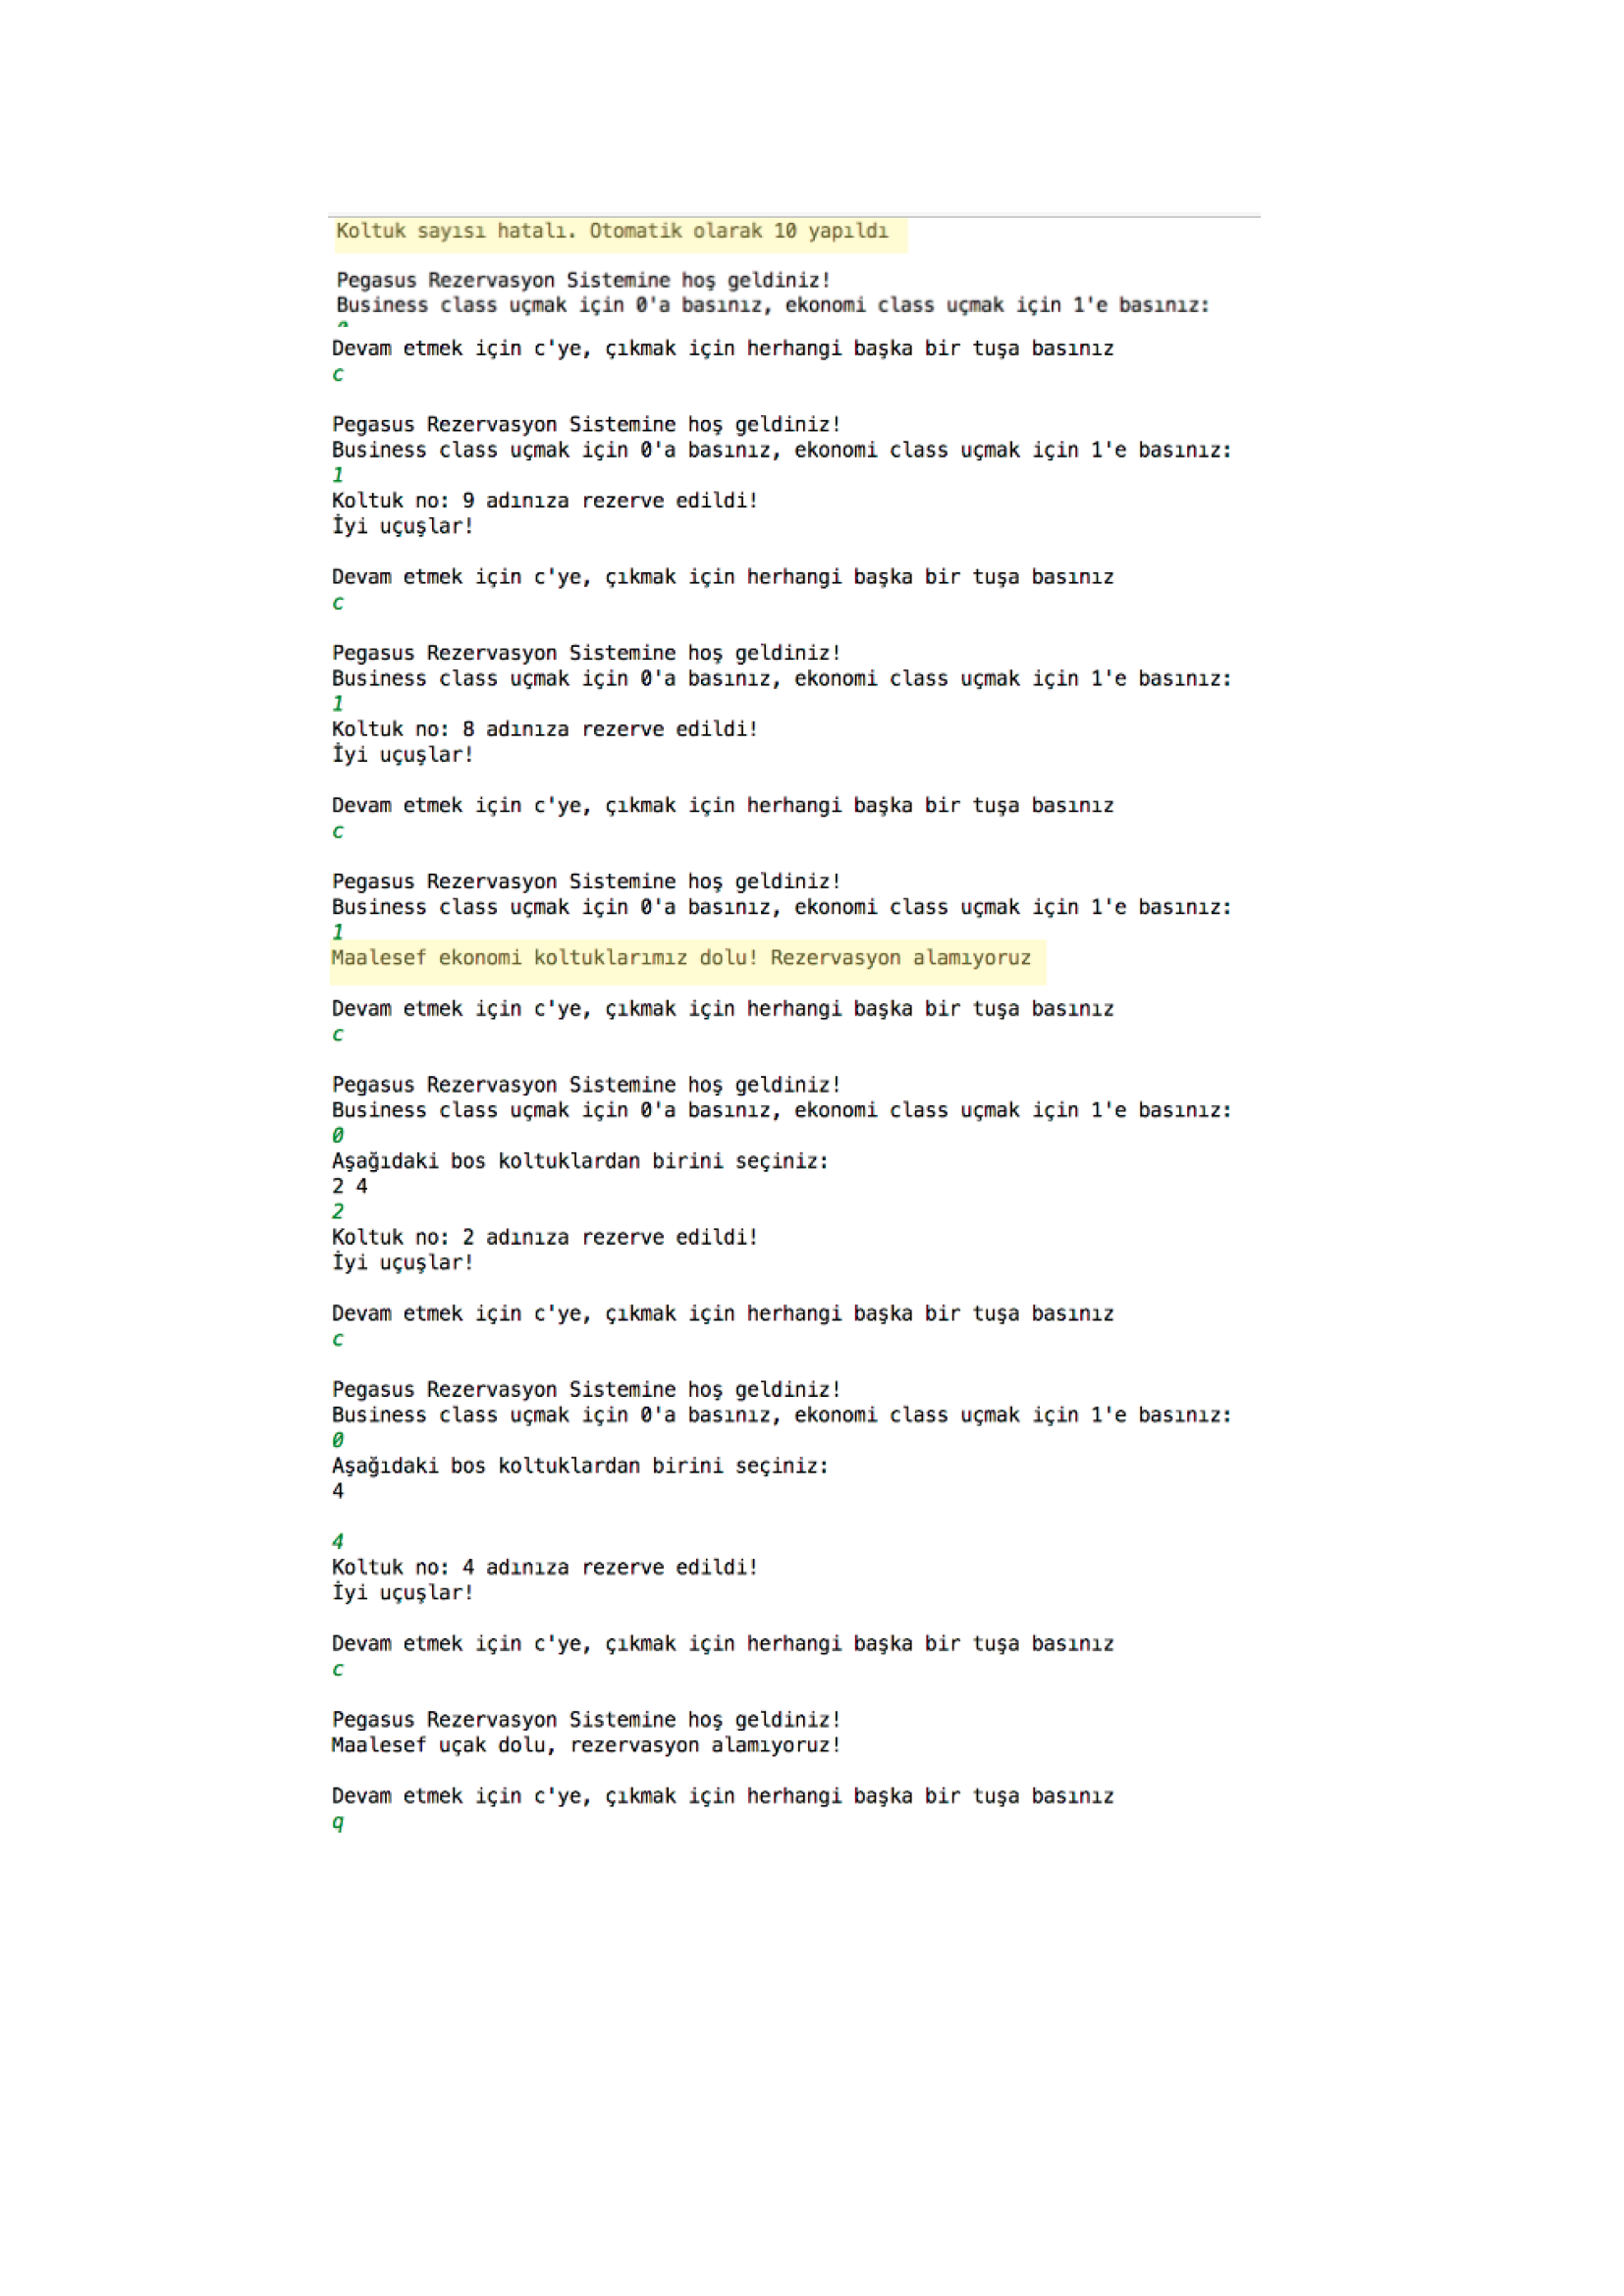 Koltuk sayısı hatalı. Otomatik olarak 10 yapıldı
Pegasus Rezervasyon Sistemine hoş geldiniz!
Business class uçmak için 0'a basınız, ekonomi class uçmak için 1'e basınız:
Devam etmek için c'ye, çıkmak için herhangi başka bir tuşa basınız
c
Pegasus Rezervasyon Sistemine hoş geldiniz!
Business class uçmak için 0'a basınız, ekonomi class uçmak için 1'e basınız:
1
Koltuk no: 9 adınıza rezerve edildi!
İyi uçuşlar!
Devam etmek için c'ye, çıkmak için herhangi başka bir tuşa basınız
c
Pegasus Rezervasyon Sistemine hoş geldiniz!
Business class uçmak için 0'a basınız, ekonomi class uçmak için 1'e basınız:
1
Koltuk no: 8 adınıza rezerve edildi!
İyi uçuşlar!
Devam etmek için c'ye, çıkmak için herhangi başka bir tuşa basınız
c
Pegasus Rezervasyon Sistemine hoş geldiniz!
Business class uçmak için 0'a basınız, ekonomi class uçmak için 1'e basınız:
1
Maalesef ekonomi koltuklarımız dolu! Rezervasyon alamıyoruz
Devam etmek için c'ye, çıkmak için herhangi başka bir tuşa basınız
c
Pegasus Rezervasyon Sistemine hoş geldiniz!
Business class uçmak için 0'a basınız, ekonomi class uçmak için 1'e basınız:
0
Aşağıdaki bos koltuklardan birini seçiniz:
2 4
2
Koltuk no: 2 adınıza rezerve edildi!
İyi uçuşlar!
Devam etmek için c'ye, çıkmak için herhangi başka bir tuşa basınız
c
Pegasus Rezervasyon Sistemine hoş geldiniz!
Business class uçmak için 0'a basınız, ekonomi class uçmak için 1'e basınız:
0
Aşağıdaki bos koltuklardan birini seçiniz:
4
4
Koltuk no: 4 adınıza rezerve edildi!
İyi uçuşlar!
Devam etmek için c'ye, çıkmak için herhangi başka bir tuşa basınız
c
Pegasus Rezervasyon Sistemine hoş geldiniz!
Maalesef uçak dolu, rezervasyon alamıyoruz!
Devam etmek için c'ye, çıkmak için herhangi başka bir tuşa basınız
q